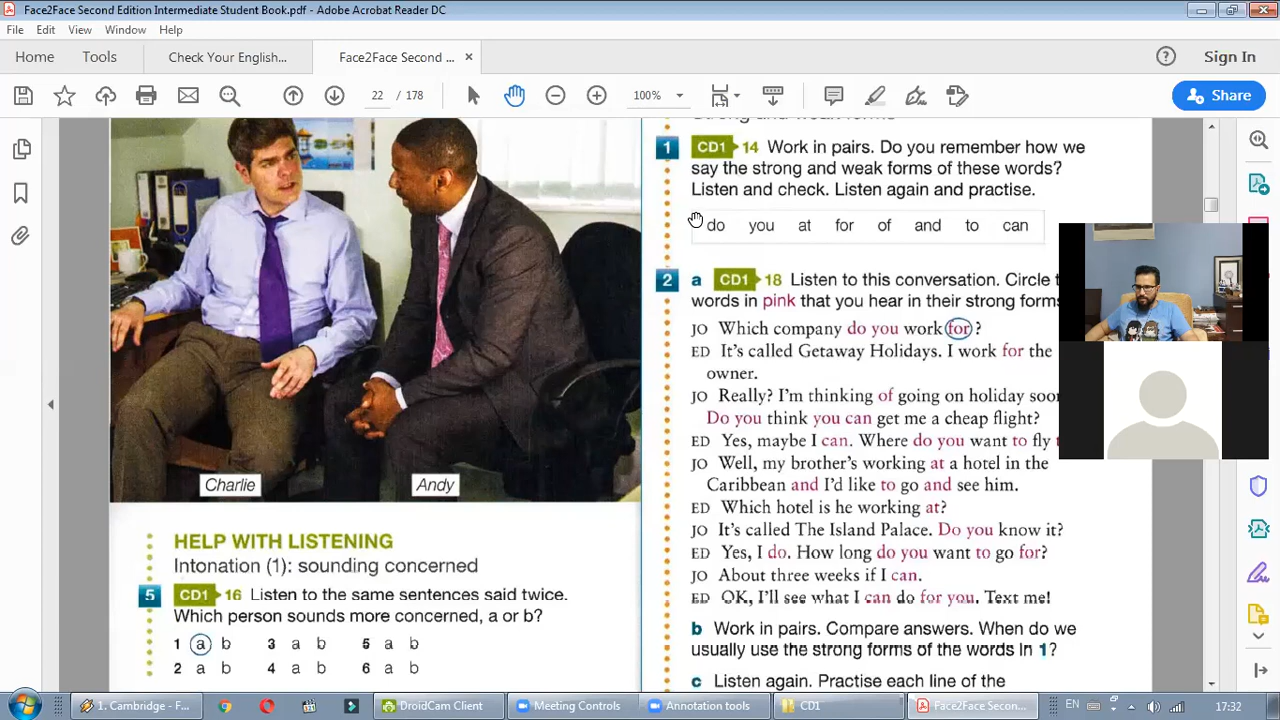 Face2Face Second Edition Intermediate Student Book.pdf - Adobe Acrobat Reader DC
File Edit View Window Help
Home Tools Check Your English... Face2Face Second ... Sign In
22 / 178 100% Share
1 CD1 14 Work in pairs. Do you remember how we
say the strong and weak forms of these words?
Listen and check. Listen again and practise.
do you at for of and to can
2 a CD1 18 Listen to this conversation. Circle
words in pink that you hear in their strong
JO Which company do you work for ?
ED It's called Getaway Holidays. I work for the
owner.
JO Really? I'm thinking of going on holiday
Do you think you can get me a cheap flight?
ED Yes, maybe I can. Where do you want to fly
JO Well, my brother's working at a hotel in the
Caribbean and I'd like to go and see him.
ED Which hotel is he working at?
JO It's called The Island Palace. Do you know it?
ED Yes, I do. How long do you want to go for?
JO About three weeks if I can.
ED OK, I'll see what I can do for you. Text me!
b Work in pairs. Compare answers. When do we
usually use the strong forms of the words in 1?
c Listen again. Practise each line of the
Charlie Andy
HELP WITH LISTENING
Intonation (1): sounding concerned
5 CD1 16 Listen to the same sentences said twice.
Which person sounds more concerned, a or b?
1 a b 3 a b 5 a b
2 a b 4 a b 6 a b
1. Cambridge - F... DroidCam Client Meeting Controls Annotation tools CD1 Face2Face Secon... EN 17:32